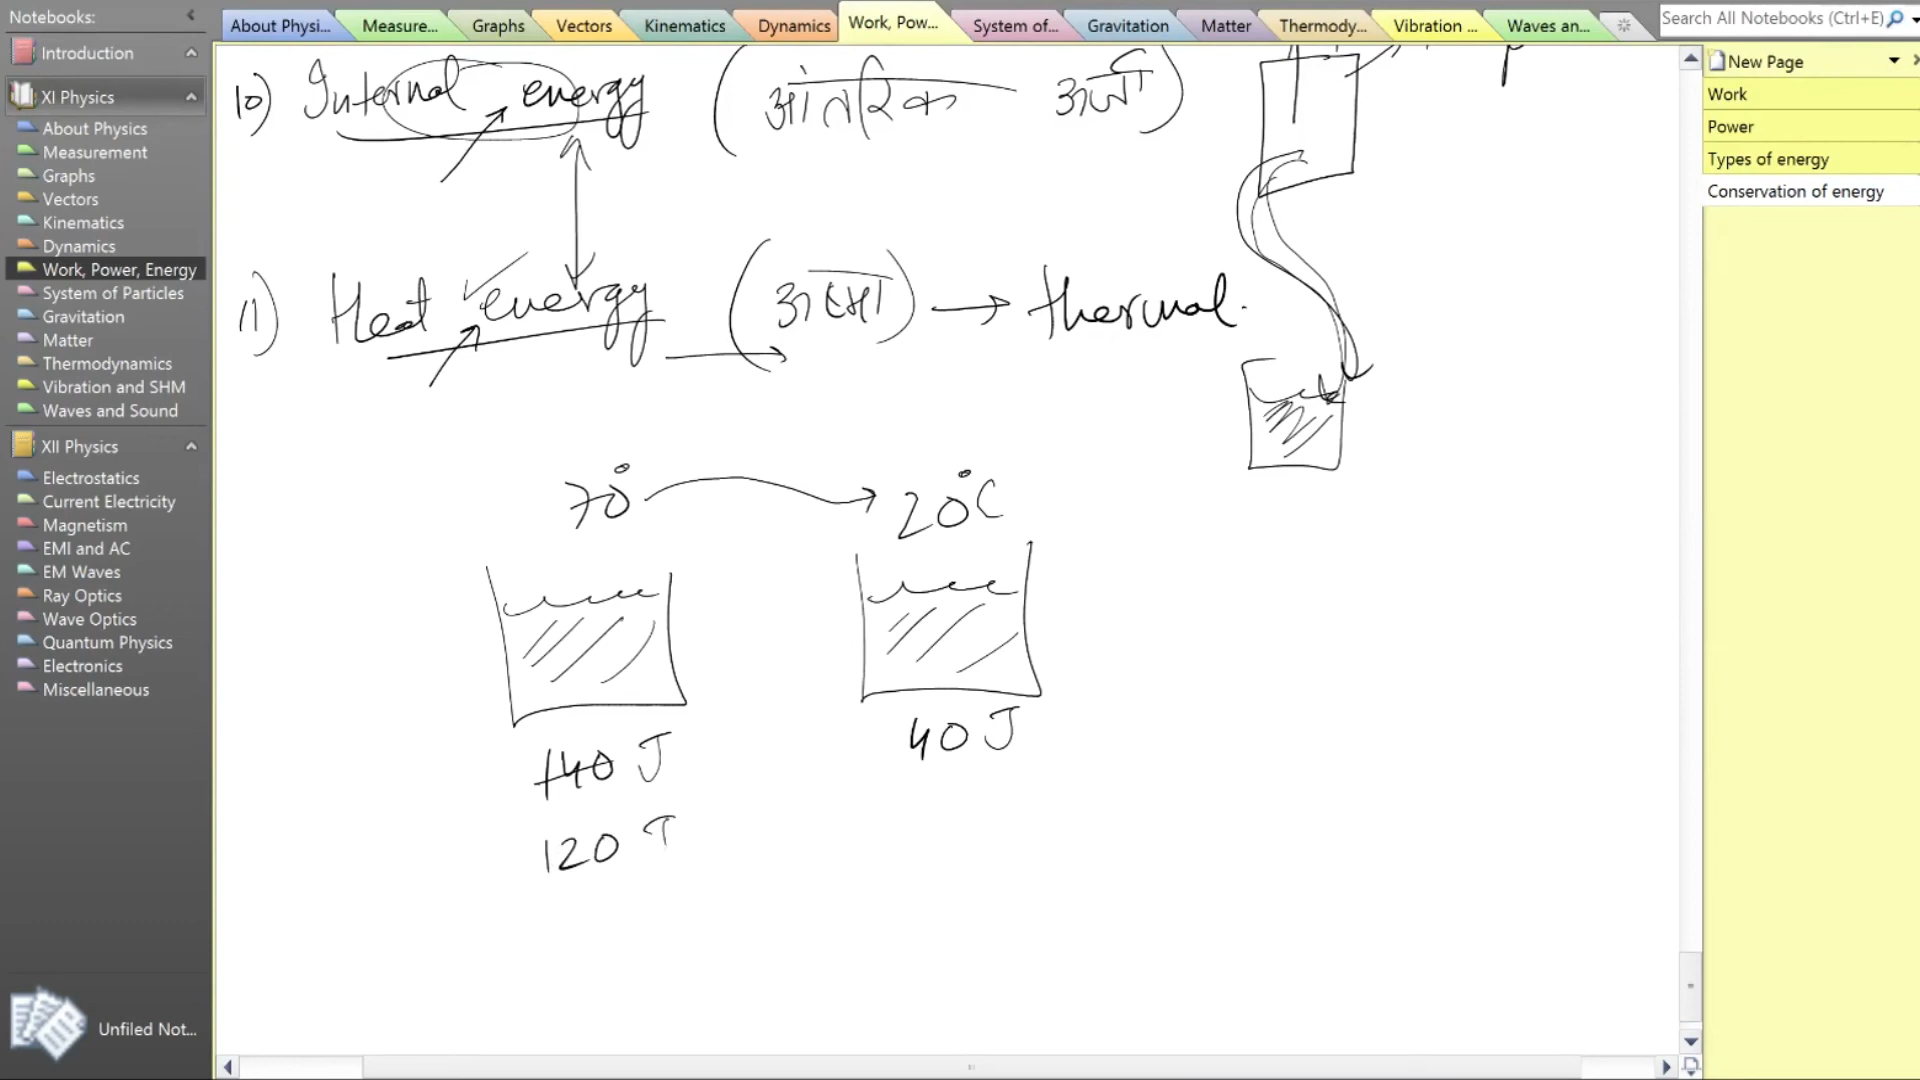 Notebooks:
Introduction
XI Physics
About Physics
Measurement
Graphs
Vectors
Kinematics
Dynamics
Work, Power, Energy
System of Particles
Gravitation
Matter
Thermodynamics
Vibration and SHM
Waves and Sound
XII Physics
Electrostatics
Current Electricity
Magnetism
EMI and AC
EM Waves
Ray Optics
Wave Optics
Quantum Physics
Electronics
Miscellaneous
Unfiled Not...
About Physi... Measure... Graphs Vectors Kinematics Dynamics Work, Pow... System of... Gravitation Matter Thermody... Vibration ... Waves an...
Search All Notebooks (Ctrl+E)
10) Internal energy (आंतरिक ऊर्जा)
11) Heat energy (ऊष्मा) → thermal.
70° 20°C
140 J 40 J
120 J
New Page
Work
Power
Types of energy
Conservation of energy